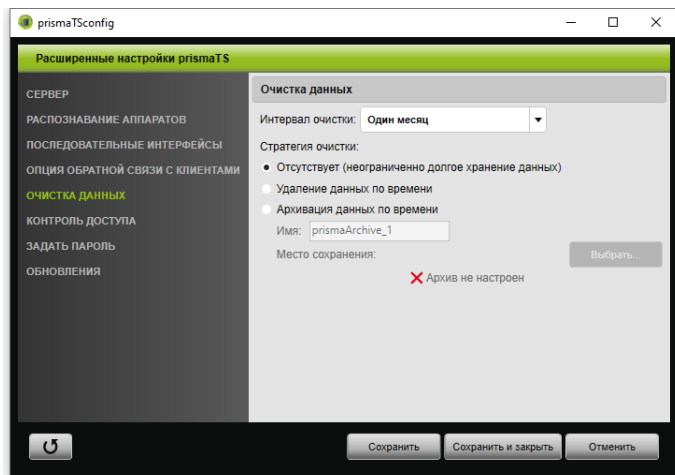 prismaTSconfig
Расширенные настройки prismaTS
СЕРВЕР
РАСПОЗНАВАНИЕ АППАРАТОВ
ПОСЛЕДОВАТЕЛЬНЫЕ ИНТЕРФЕЙСЫ
ОПЦИЯ ОБРАТНОЙ СВЯЗИ С КЛИЕНТАМИ
ОЧИСТКА ДАННЫХ
КОНТРОЛЬ ДОСТУПА
ЗАДАТЬ ПАРОЛЬ
ОБНОВЛЕНИЯ
Очистка данных
Интервал очистки: Один месяц
Стратегия очистки:
Отсутствует (неограниченно долгое хранение данных)
Удаление данных по времени
Архивация данных по времени
Имя: prismaArchive_1
Место сохранения: Выбрать...
Архив не настроен
Сохранить Сохранить и закрыть Отменить